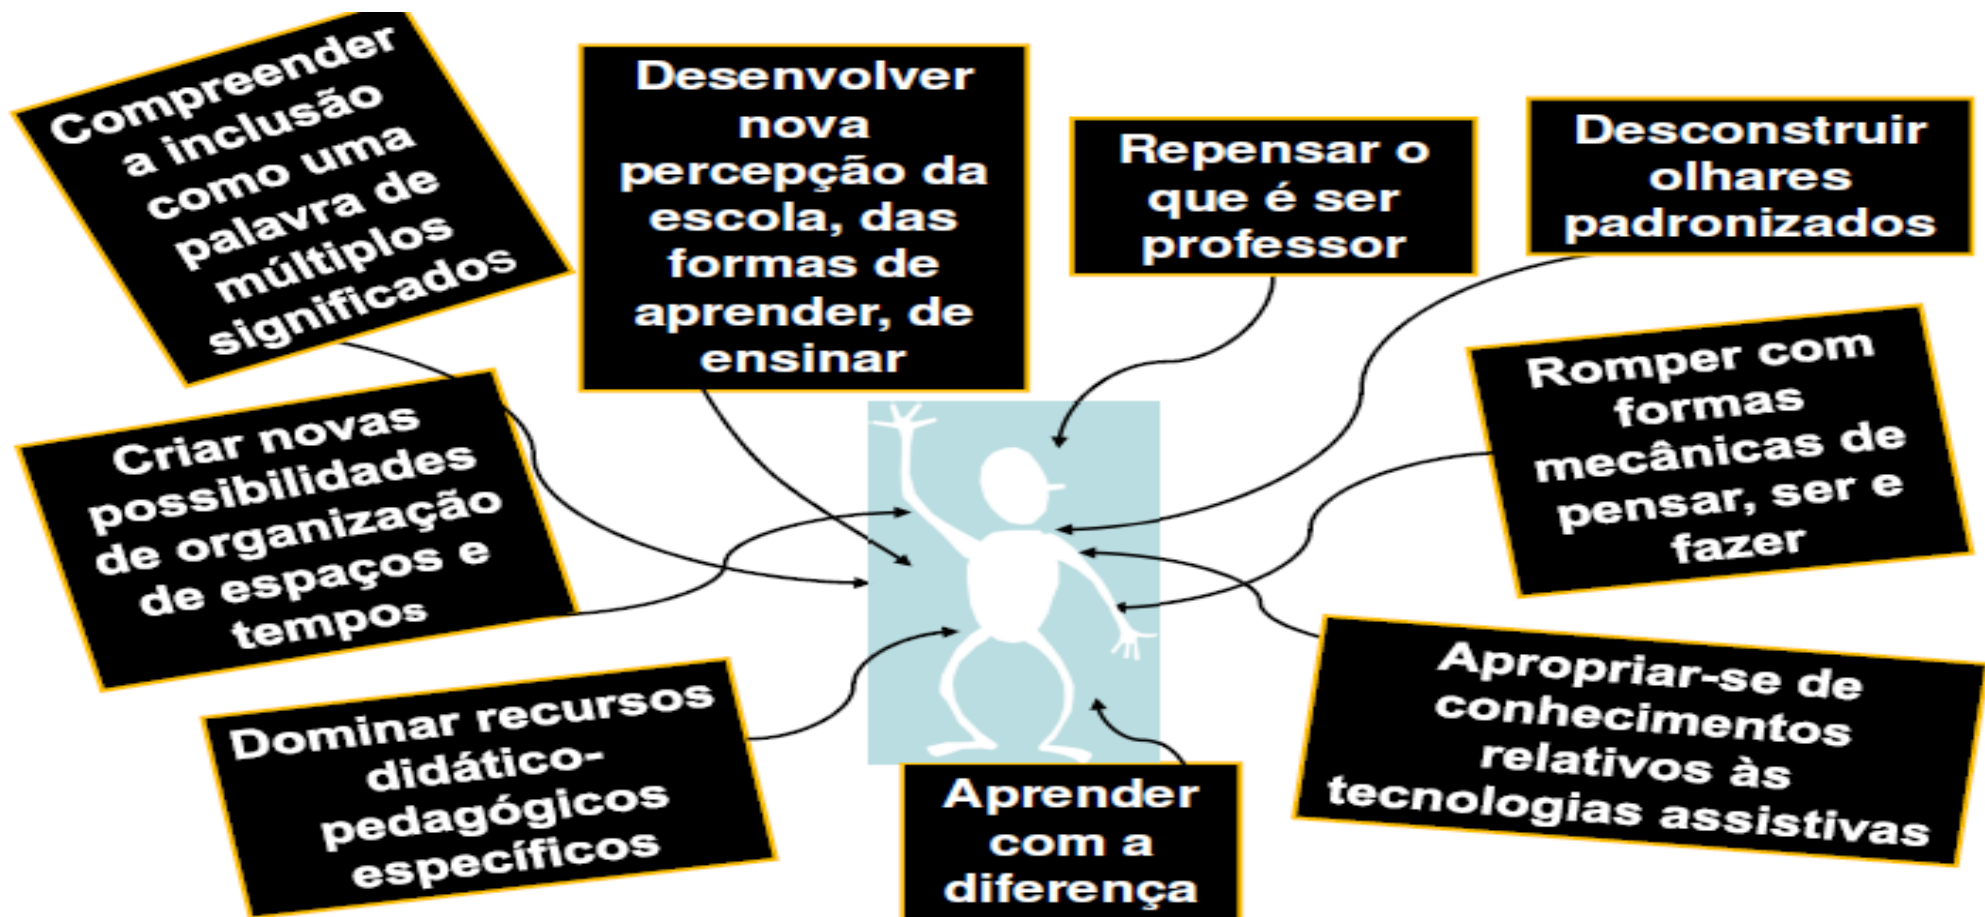 Compreender
a inclusão
como uma
palavra de
múltiplos
significados
Desenvolver
nova
percepção da
escola, das
formas de
aprender, de
ensinar
Repensar o
que é ser
professor
Desconstruir
olhares
padronizados
Criar novas
possibilidades
de organização
de espaços e
tempos
Romper com
formas
mecânicas de
pensar, ser e
fazer
Dominar recursos
didático-
pedagógicos
específicos
Aprender
com a
diferença
Apropriar-se de
conhecimentos
relativos às
tecnologias assistivas